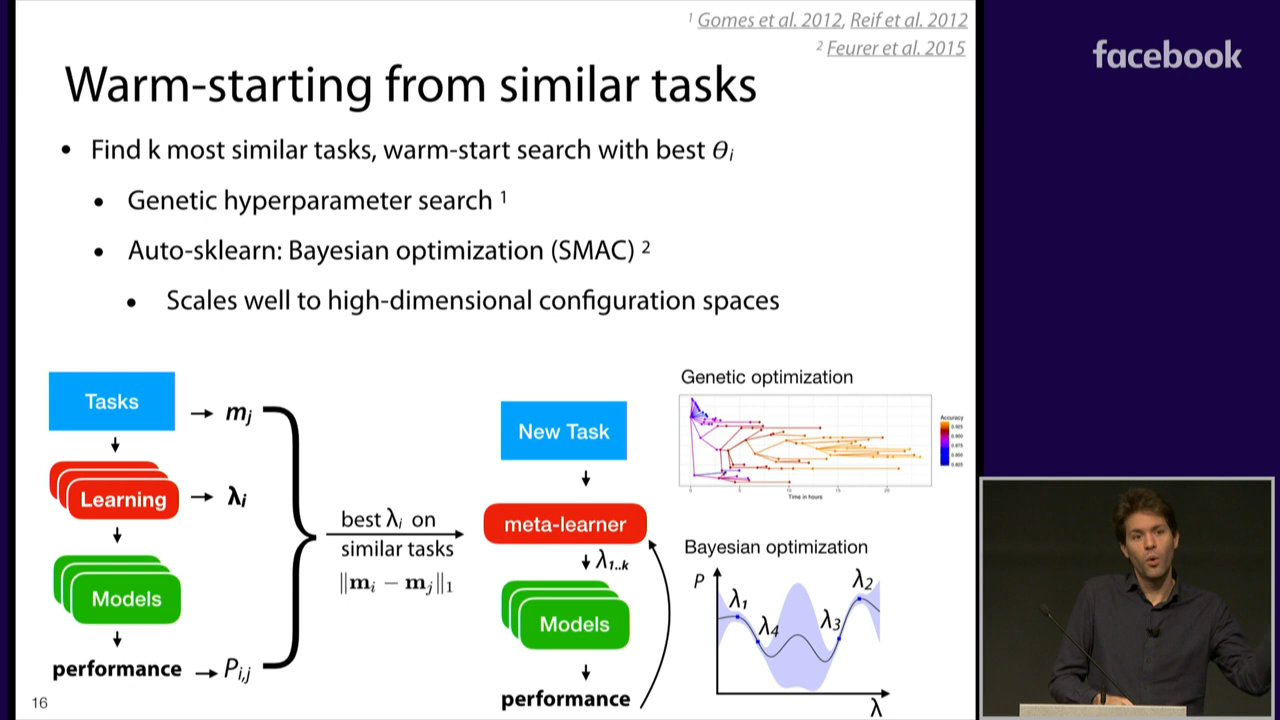 ¹ Gomes et al. 2012, Reif et al. 2012
² Feurer et al. 2015
facebook
Warm-starting from similar tasks
• Find k most similar tasks, warm-start search with best θᵢ
• Genetic hyperparameter search ¹
• Auto-sklearn: Bayesian optimization (SMAC) ²
• Scales well to high-dimensional configuration spaces
Tasks → mⱼ
Learning → λᵢ
Models
performance → Pᵢ,ⱼ
best λᵢ on
similar tasks
||mᵢ − mⱼ||₁
New Task
meta-learner
λ₁..ₖ
Models
performance
Genetic optimization
Accuracy
Time in hours
Bayesian optimization
P
λ₁
λ₄
λ₃
λ₂
λ
16